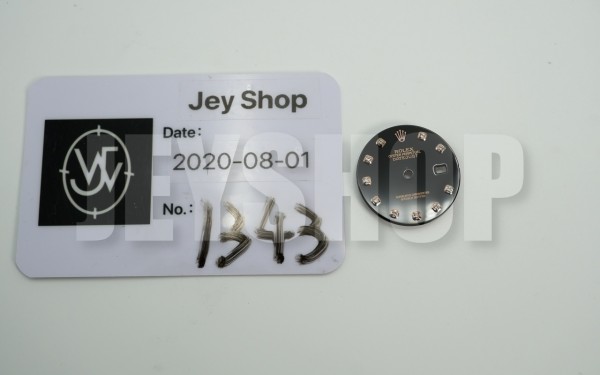 Jey Shop
Date:
2020-08-01
No.:
1343
JEYSHOP
ROLEX
OYSTER PERPETUAL
DATEJUST